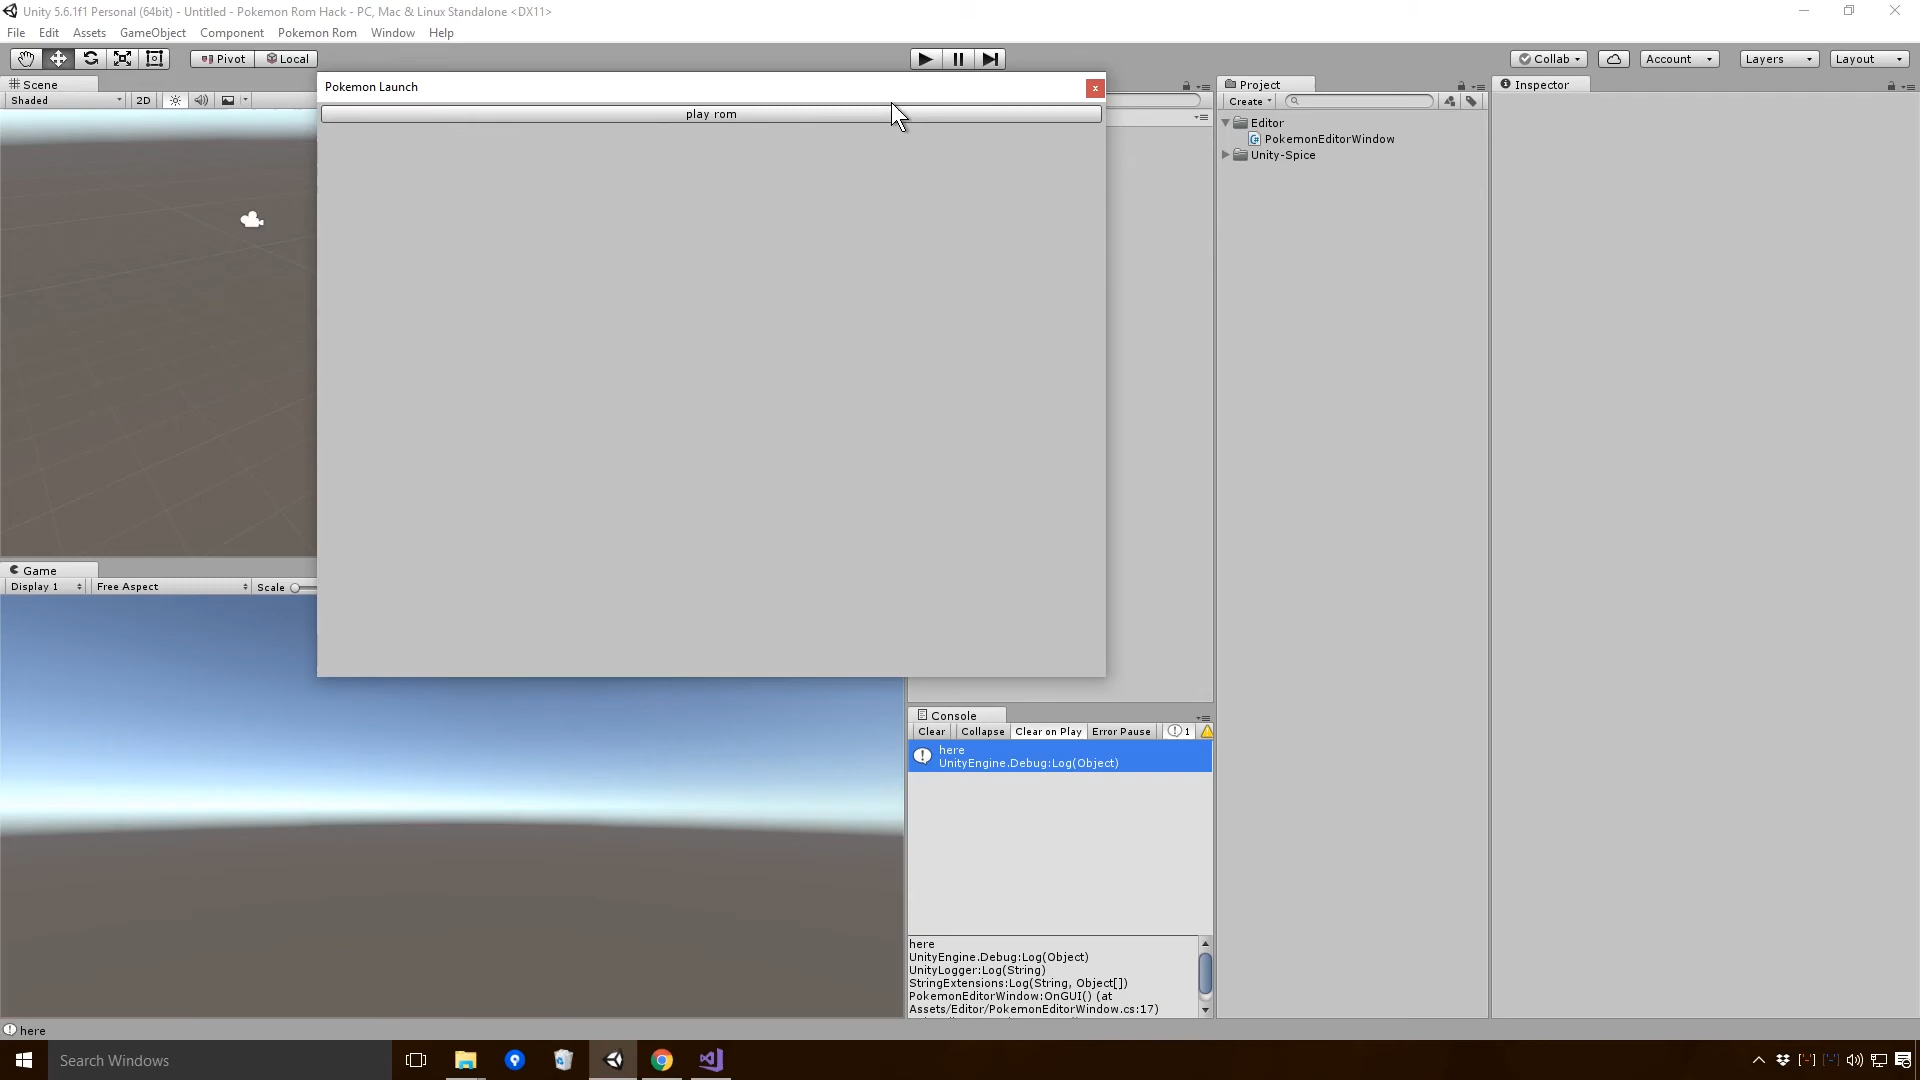 Unity 5.6.1f1 Personal (64bit) - Untitled - Pokemon Rom Hack - PC, Mac & Linux Standalone <DX11>
File Edit Assets GameObject Component Pokemon Rom Window Help
Pivot Local Collab Account Layers Layout
Scene
Shaded 2D
Pokemon Launch
play rom
Project
Create
Editor
PokemonEditorWindow
Unity-Spice
Inspector
Game
Display 1 Free Aspect Scale
Console
Clear Collapse Clear on Play Error Pause 1
here
UnityEngine.Debug:Log(Object)
here
UnityEngine.Debug:Log(Object)
UnityLogger:Log(String)
StringExtensions:Log(String, Object[])
PokemonEditorWindow:OnGUI() (at
Assets/Editor/PokemonEditorWindow.cs:17)
here
Search Windows